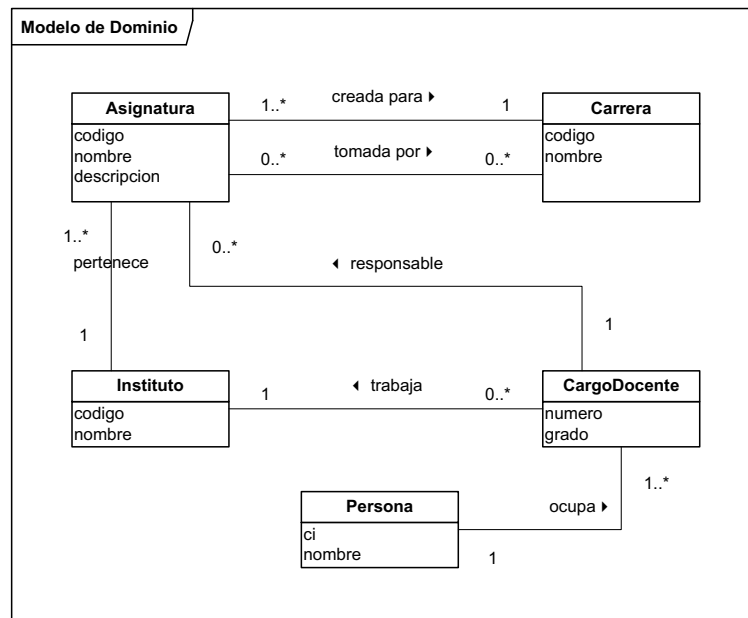 Modelo de Dominio
Asignatura
codigo
nombre
descripcion
1..*
creada para
1
0..*
tomada por
0..*
Carrera
codigo
nombre
1..*
pertenece
1
0..*
responsable
1
Instituto
codigo
nombre
1
trabaja
0..*
CargoDocente
numero
grado
1..*
ocupa
1
Persona
ci
nombre